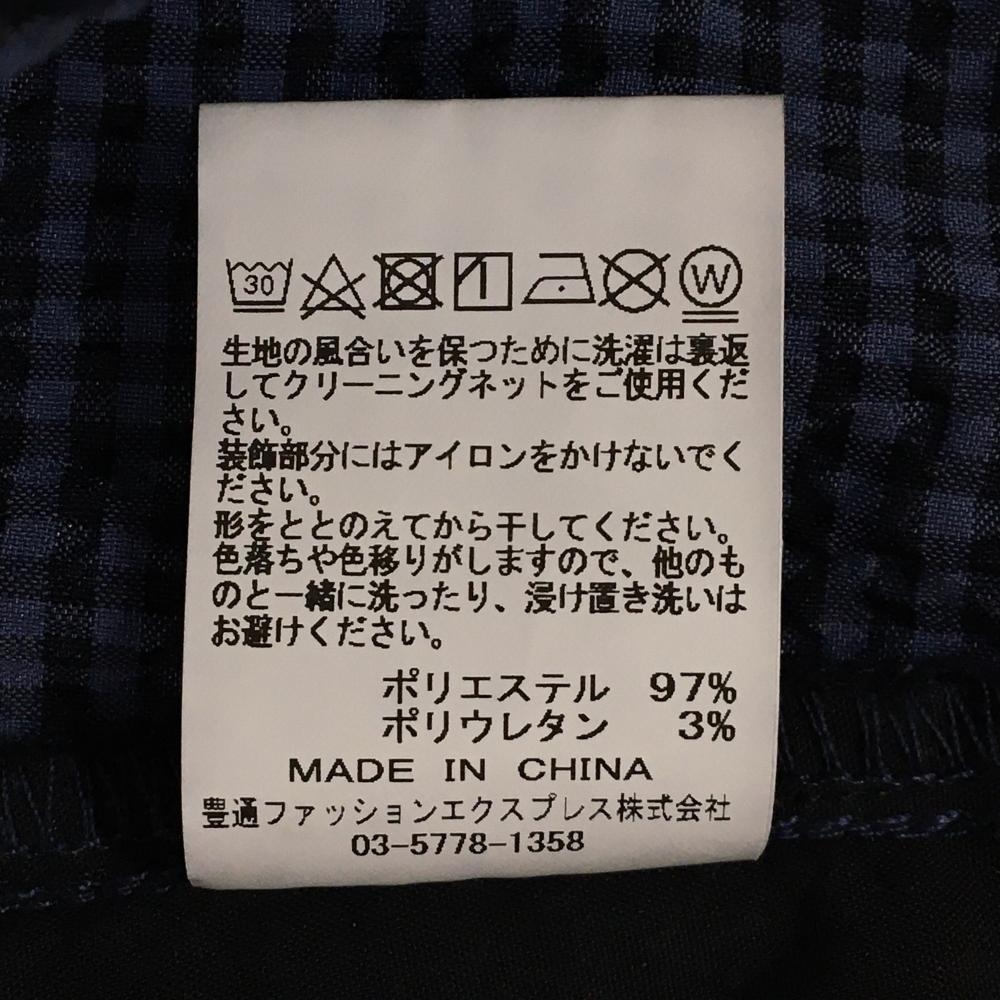 30 W
生地の風合いを保つために洗濯は裏返
してクリーニングネットをご使用くだ
さい。
装飾部分にはアイロンをかけないでく
ださい。
形をととのえてから干してください。
色落ちや色移りがしますので、他のも
のと一緒に洗ったり、浸け置き洗いは
お避けください。
ポリエステル 97%
ポリウレタン 3%
MADE IN CHINA
豊通ファッションエクスプレス株式会社
03-5778-1358